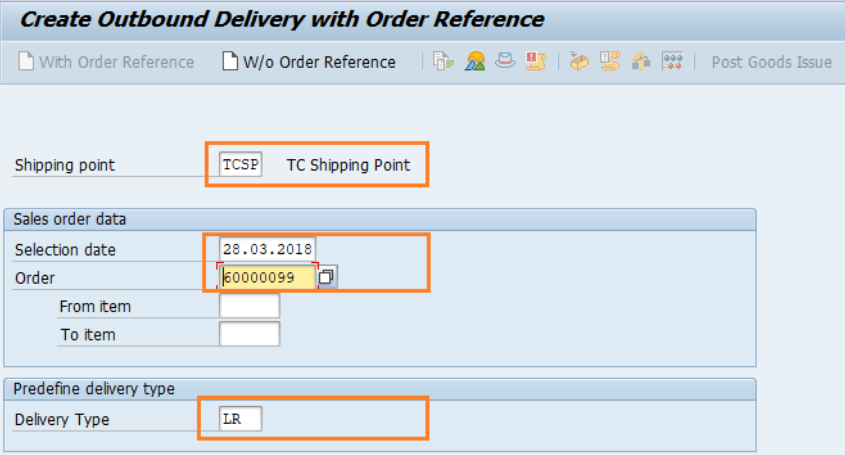 Create Outbound Delivery with Order Reference
With Order Reference W/o Order Reference Post Goods Issue
Shipping point TCSP TC Shipping Point
Sales order data
Selection date 28.03.2018
Order 60000099
From item
To item
Predefine delivery type
Delivery Type LR